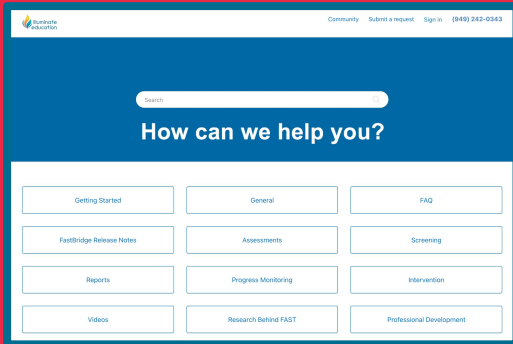 illuminate
education
Community Submit a request Sign in (949) 242-0343
Search
How can we help you?
Getting Started General FAQ
FastBridge Release Notes Assessments Screening
Reports Progress Monitoring Intervention
Videos Research Behind FAST Professional Development